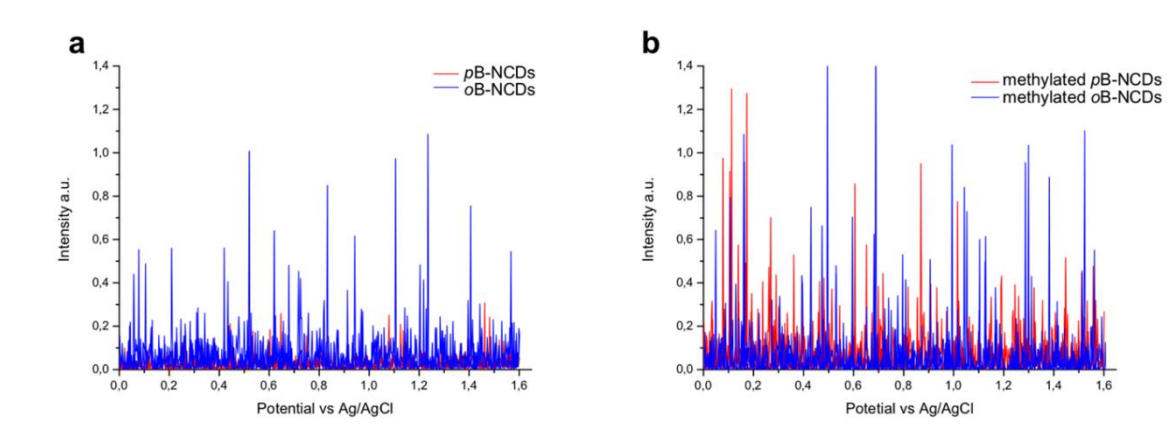 a
pB-NCDs
oB-NCDs
1,4
1,2
1,0
0,8
0,6
0,4
0,2
0,0
Intensity a.u.
0,0 0,2 0,4 0,6 0,8 1,0 1,2 1,4 1,6
Potential vs Ag/AgCl
b
methylated pB-NCDs
methylated oB-NCDs
1,4
1,2
1,0
0,8
0,6
0,4
0,2
0,0
Intensity a.u.
0,0 0,2 0,4 0,6 0,8 1,0 1,2 1,4 1,6
Potetial vs Ag/AgCl